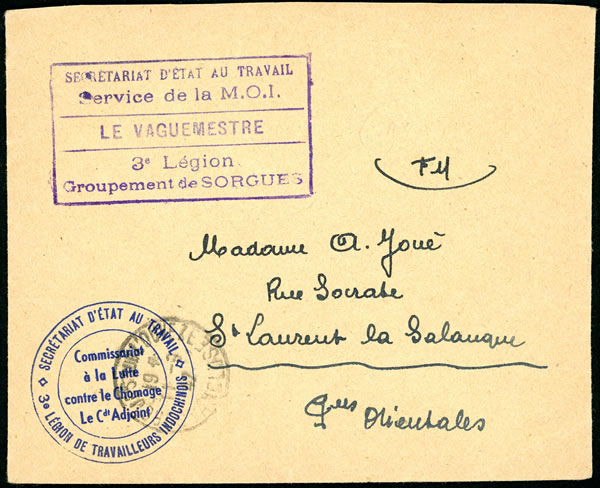 SECRÉTARIAT D'ÉTAT AU TRAVAIL
Service de la M.O.I.
LE VAGUEMESTRE
3e Légion
Groupement de SORGUES
FM
Madame A. Joué
Rue Socrate
St Laurent la Salanque
Pnes Orientales
SECRÉTARIAT D'ÉTAT AU TRAVAIL
Commissariat
à la Lutte
contre le Chomage
Le Cdt Adjoint
3e LÉGION DE TRAVAILLEURS INDOCHINOIS